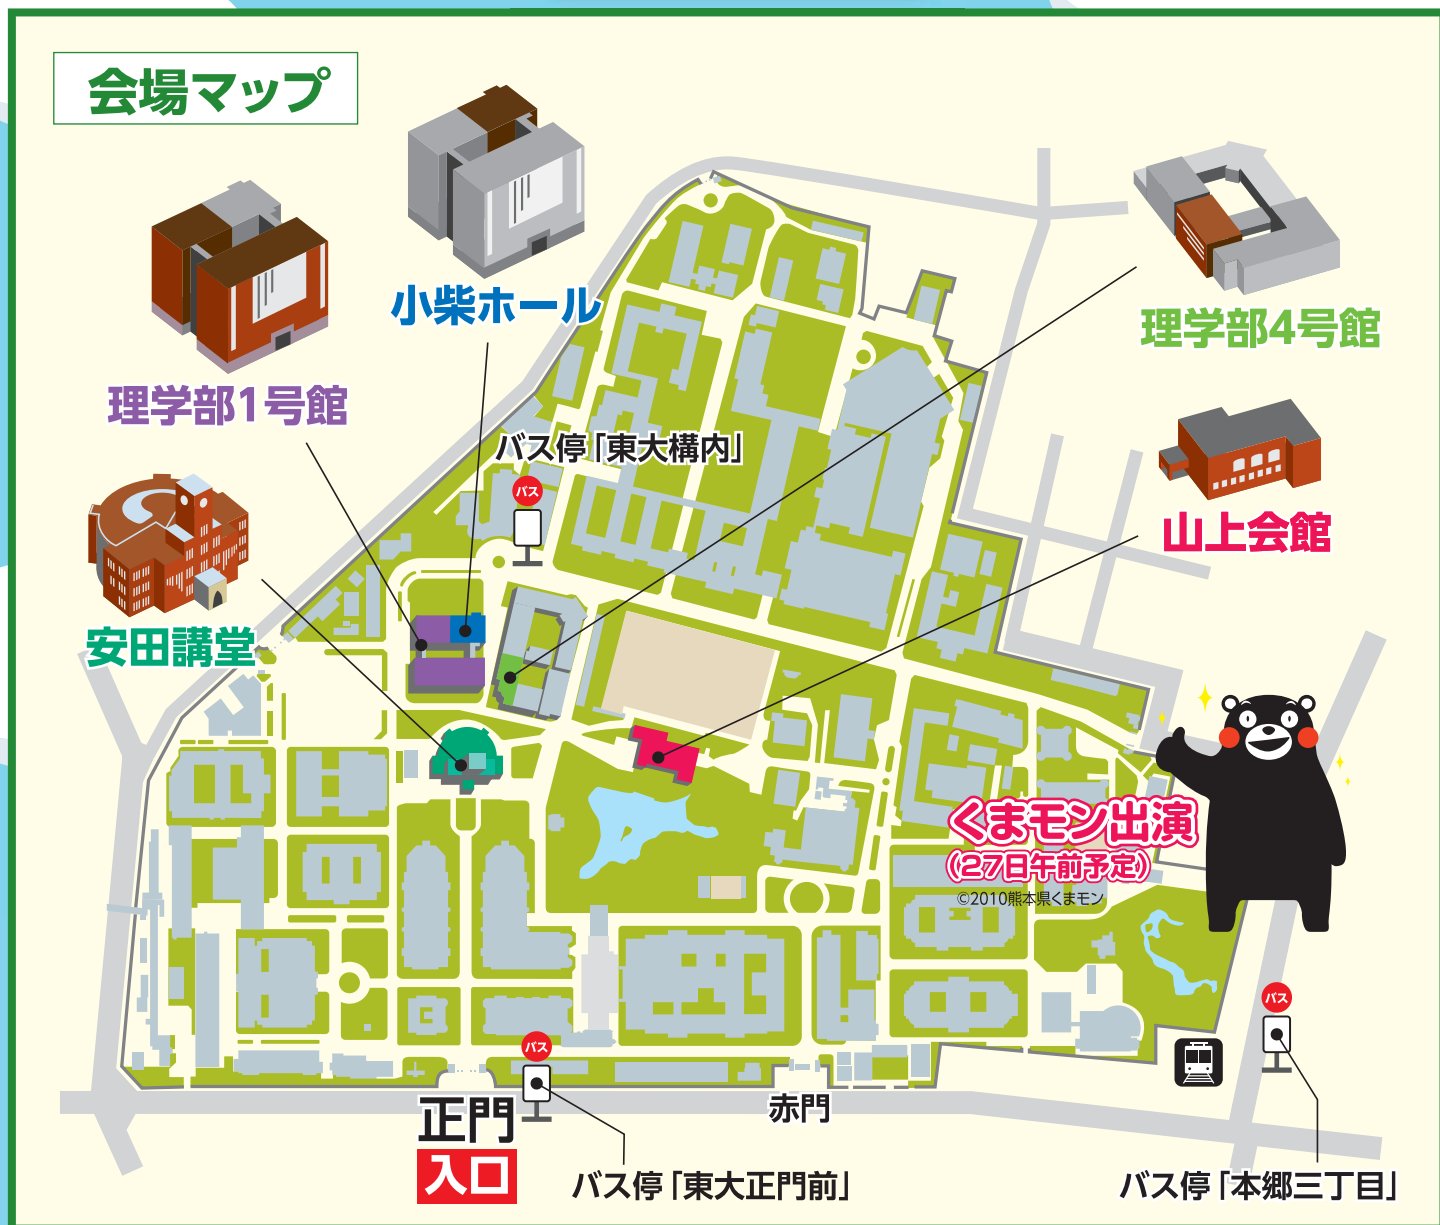 会場マップ
小柴ホール
理学部4号館
理学部1号館
バス停「東大構内」
バス
山上会館
安田講堂
くまモン出演
(27日午前予定)
©2010熊本県くまモン
バス
バス
正門
入口
赤門
バス停「東大正門前」
バス停「本郷三丁目」